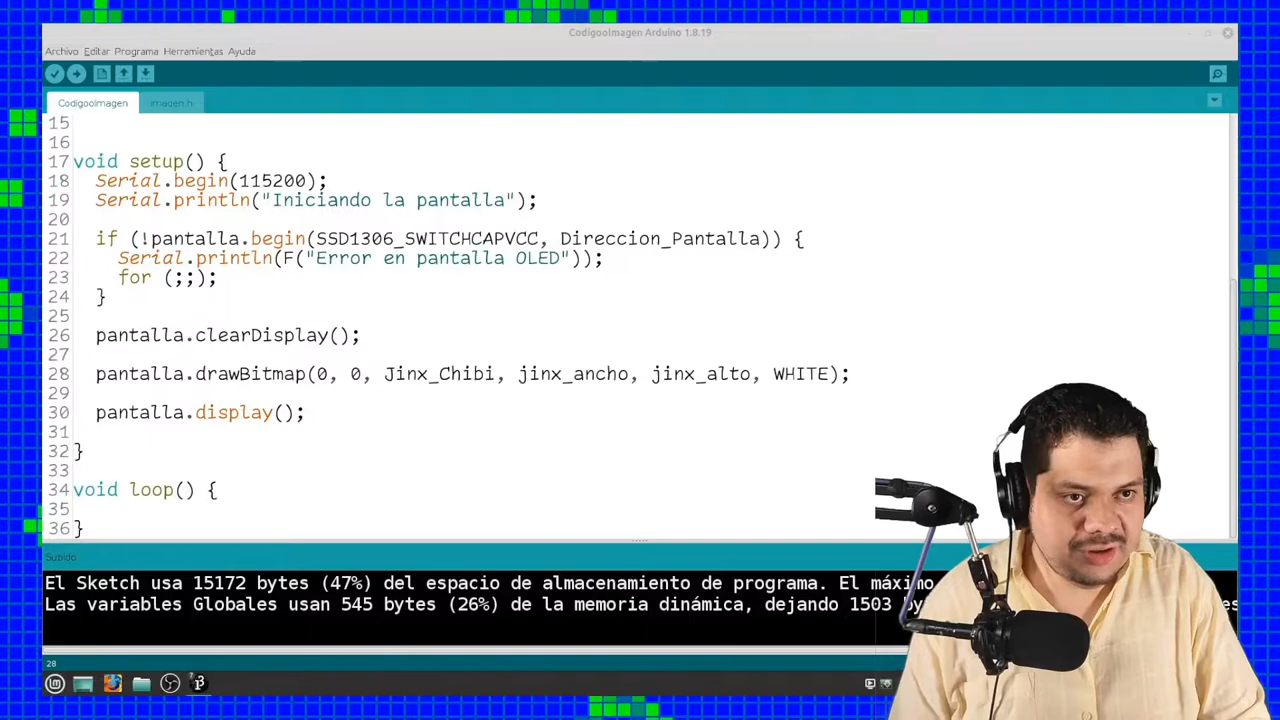 CodigooImagen Arduino 1.8.19
Archivo Editar Programa Herramientas Ayuda
CodigooImagen imagen.h
15
16
17 void setup() {
18 Serial.begin(115200);
19 Serial.println("Iniciando la pantalla");
20
21 if (!pantalla.begin(SSD1306_SWITCHCAPVCC, Direccion_Pantalla)) {
22 Serial.println(F("Error en pantalla OLED"));
23 for (;;);
24 }
25
26 pantalla.clearDisplay();
27
28 pantalla.drawBitmap(0, 0, Jinx_Chibi, jinx_ancho, jinx_alto, WHITE);
29
30 pantalla.display();
31
32 }
33
34 void loop() {
35
36 }
Subido
El Sketch usa 15172 bytes (47%) del espacio de almacenamiento de programa. El máximo
Las variables Globales usan 545 bytes (26%) de la memoria dinámica, dejando 1503
28